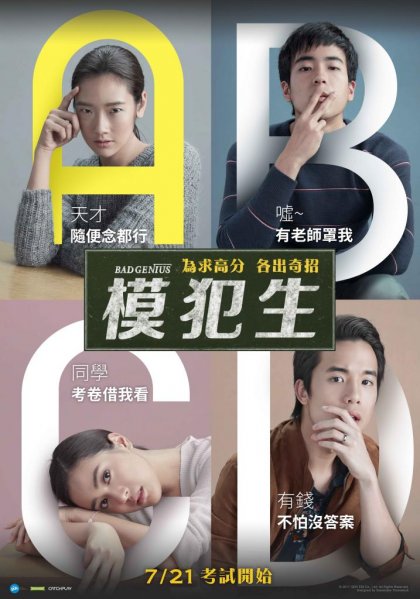 A
B
天才
隨便念都行
噓~
有老師罩我
BAD GENIUS
為求高分 各出奇招
模犯生
同學
考卷借我看
C
D
有錢
不怕沒答案
7/21 考試開始
CATCHPLAY